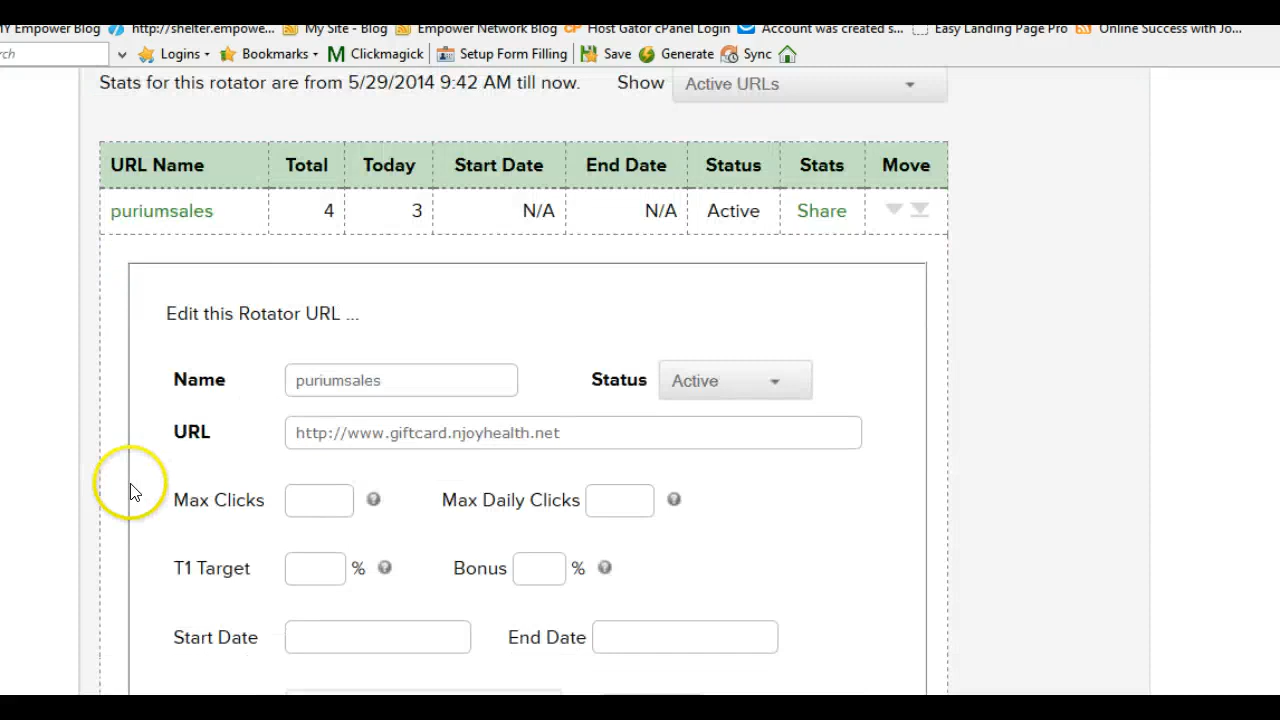 MY Empower Blog http://shelter.empowe... My Site - Blog Empower Network Blog CP Host Gator cPanel Login Account was created s... Easy Landing Page Pro Online Success with Jo...
Logins Bookmarks M Clickmagick Setup Form Filling Save Generate Sync
Stats for this rotator are from 5/29/2014 9:42 AM till now. Show Active URLs
URL Name Total Today Start Date End Date Status Stats Move
puriumsales 4 3 N/A N/A Active Share
Edit this Rotator URL ...
Name puriumsales Status Active
URL http://www.giftcard.njoyhealth.net
Max Clicks ? Max Daily Clicks ?
T1 Target % ? Bonus % ?
Start Date End Date